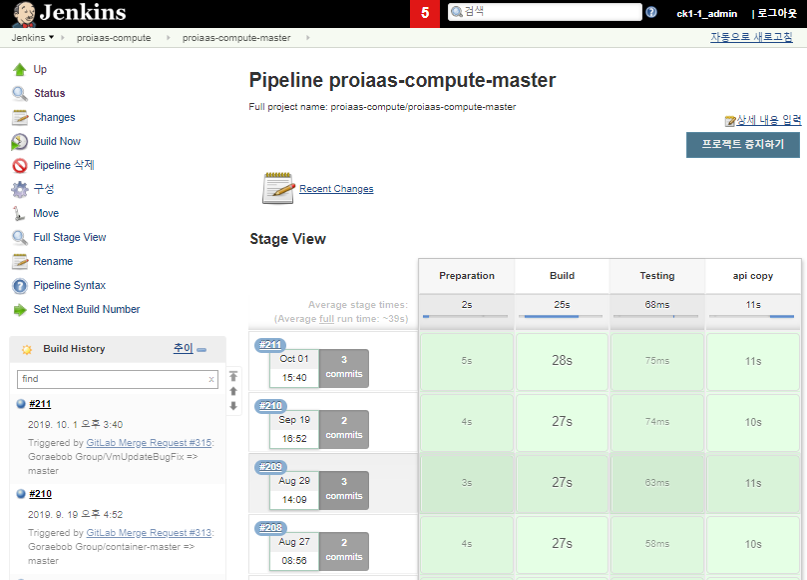 Jenkins
5
검색
ck1-1_admin
| 로그아웃
Jenkins
proiaas-compute
proiaas-compute-master
자동으로 새로고침
Up
Status
Changes
Build Now
Pipeline 삭제
구성
Move
Full Stage View
Rename
Pipeline Syntax
Set Next Build Number
Build History
추이
find
x
#211
2019. 10. 1 오후 3:40
Triggered by GitLab Merge Request #315:
Goraebob Group/VmUpdateBugFix =>
master
#210
2019. 9. 19 오후 4:52
Triggered by GitLab Merge Request #313:
Goraebob Group/container-master =>
master
Pipeline proiaas-compute-master
Full project name: proiaas-compute/proiaas-compute-master
상세 내용 입력
프로젝트 중지하기
Recent Changes
Stage View
Preparation
Build
Testing
api copy
Average stage times:
(Average full run time: ~39s)
2s
25s
68ms
11s
#211
Oct 01
15:40
3
commits
5s
28s
75ms
11s
#210
Sep 19
16:52
2
commits
4s
27s
74ms
10s
#209
Aug 29
14:09
3
commits
3s
27s
63ms
11s
#208
Aug 27
08:56
2
commits
4s
27s
58ms
10s